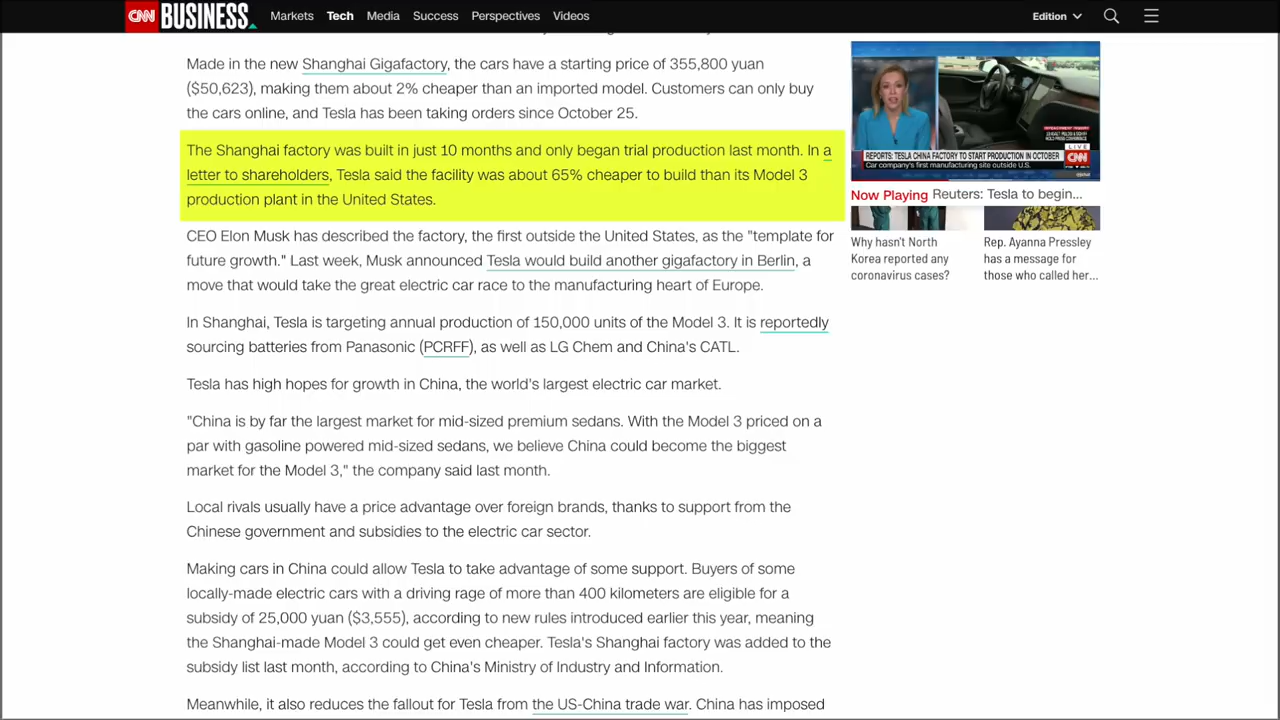 CNN BUSINESS Markets Tech Media Success Perspectives Videos Edition
Made in the new Shanghai Gigafactory, the cars have a starting price of 355,800 yuan
($50,623), making them about 2% cheaper than an imported model. Customers can only buy
the cars online, and Tesla has been taking orders since October 25.
The Shanghai factory was built in just 10 months and only began trial production last month. In a
letter to shareholders, Tesla said the facility was about 65% cheaper to build than its Model 3
production plant in the United States.
CEO Elon Musk has described the factory, the first outside the United States, as the "template for
future growth." Last week, Musk announced Tesla would build another gigafactory in Berlin, a
move that would take the great electric car race to the manufacturing heart of Europe.
In Shanghai, Tesla is targeting annual production of 150,000 units of the Model 3. It is reportedly
sourcing batteries from Panasonic (PCRFF), as well as LG Chem and China's CATL.
Tesla has high hopes for growth in China, the world's largest electric car market.
"China is by far the largest market for mid-sized premium sedans. With the Model 3 priced on a
par with gasoline powered mid-sized sedans, we believe China could become the biggest
market for the Model 3," the company said last month.
Local rivals usually have a price advantage over foreign brands, thanks to support from the
Chinese government and subsidies to the electric car sector.
Making cars in China could allow Tesla to take advantage of some support. Buyers of some
locally-made electric cars with a driving rage of more than 400 kilometers are eligible for a
subsidy of 25,000 yuan ($3,555), according to new rules introduced earlier this year, meaning
the Shanghai-made Model 3 could get even cheaper. Tesla's Shanghai factory was added to the
subsidy list last month, according to China's Ministry of Industry and Information.
Meanwhile, it also reduces the fallout for Tesla from the US-China trade war. China has imposed
LIVE
REPORTS: TESLA CHINA FACTORY TO START PRODUCTION IN OCTOBER
CNN
Car company's first manufacturing site outside U.S.
Now Playing Reuters: Tesla to begin...
Why hasn't North
Korea reported any
coronavirus cases?
Rep. Ayanna Pressley
has a message for
those who called her...